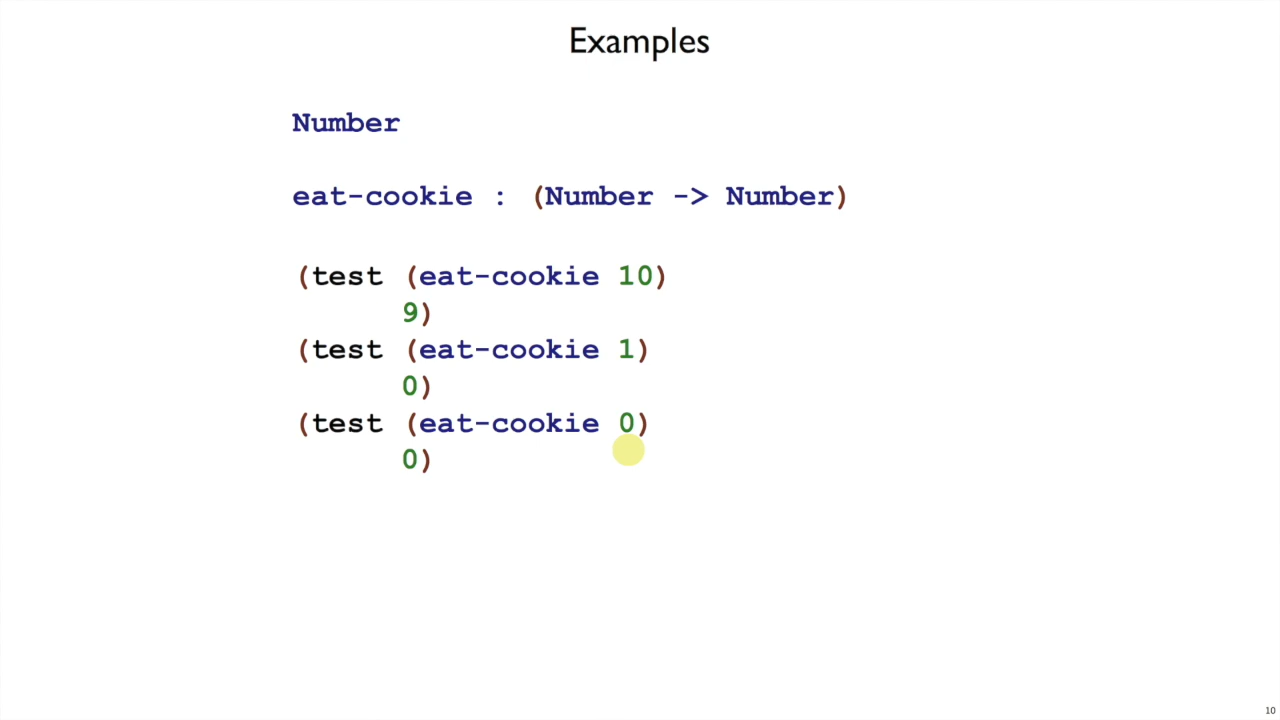 Examples
Number
eat-cookie : (Number -> Number)
(test (eat-cookie 10)
9)
(test (eat-cookie 1)
0)
(test (eat-cookie 0)
0)
10